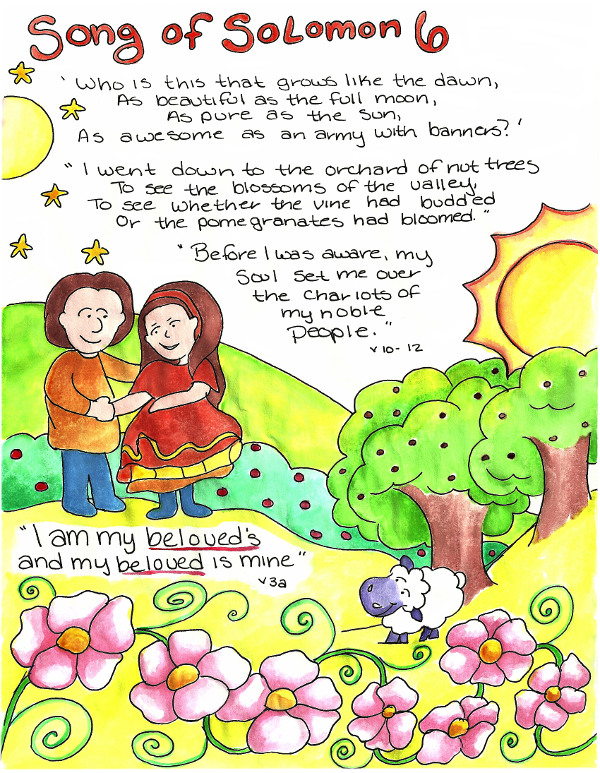 Song of Solomon 6
'Who is this that grows like the dawn,
As beautiful as the full moon,
As pure as the sun,
As awesome as an army with banners?'
"I went down to the orchard of nut trees
To see the blossoms of the valley,
To see whether the vine had budded
Or the pomegranates had bloomed."
"Before I was aware, my
Soul set me over
the chariots of
my noble
people."
v 10-12
"I am my beloved's
and my beloved is mine"
v3a